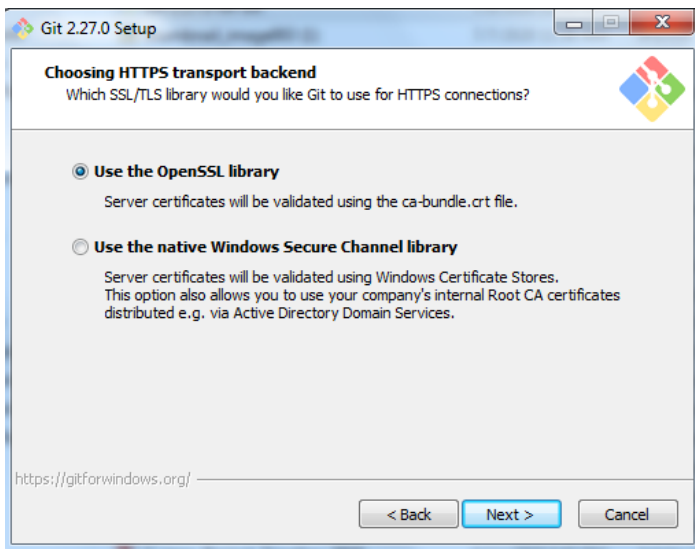 Git 2.27.0 Setup
Choosing HTTPS transport backend
Which SSL/TLS library would you like Git to use for HTTPS connections?
Use the OpenSSL library
Server certificates will be validated using the ca-bundle.crt file.
Use the native Windows Secure Channel library
Server certificates will be validated using Windows Certificate Stores.
This option also allows you to use your company's internal Root CA certificates
distributed e.g. via Active Directory Domain Services.
https://gitforwindows.org/
< Back Next > Cancel